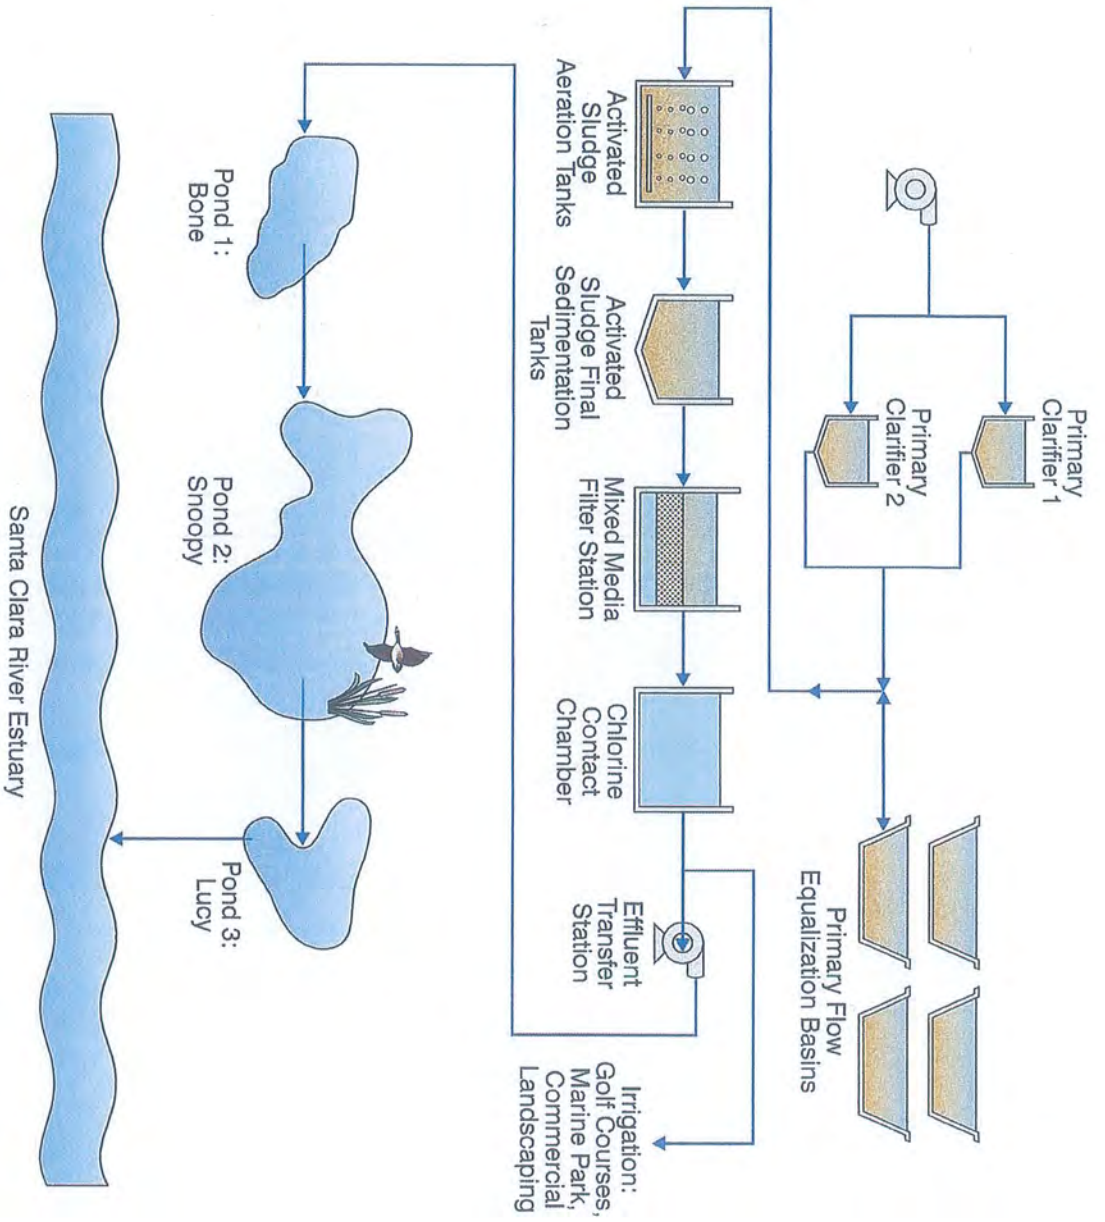 Primary
Clarifier 1
Primary
Clarifier 2
Primary Flow
Equalization Basins
Activated
Sludge
Aeration Tanks
Activated
Sludge Final
Sedimentation
Tanks
Mixed Media
Filter Station
Chlorine
Contact
Chamber
Effluent
Transfer
Station
Irrigation:
Golf Courses,
Marine Park,
Commercial
Landscaping
Pond 1:
Bone
Pond 2:
Snoopy
Pond 3:
Lucy
Santa Clara River Estuary